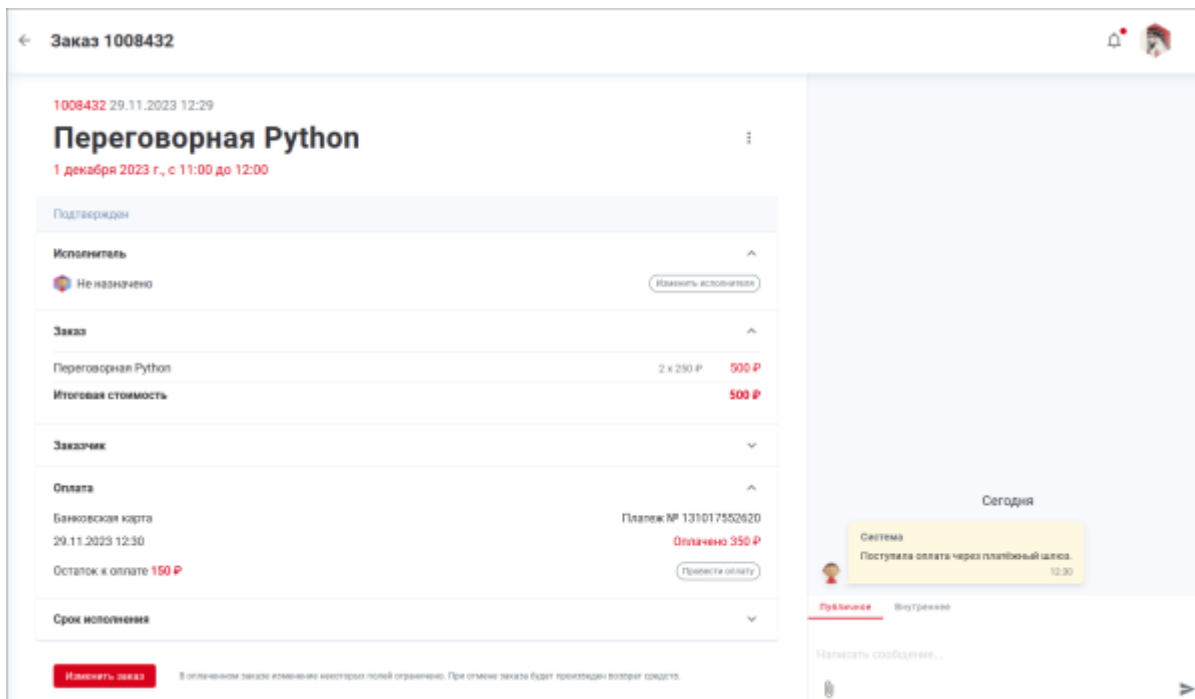 Заказ 1008432
1008432 29.11.2023 12:29
Переговорная Python
1 декабря 2023 г., с 11:00 до 12:00
Подтвержден
Исполнитель
Не назначено
Изменить исполнителя
Заказ
Переговорная Python 2 x 250 ₽ 500 ₽
Итоговая стоимость 500 ₽
Заказчик
Оплата
Банковская карта Платеж № 131017552620
29.11.2023 12:30 Оплачено 350 ₽
Остаток к оплате 150 ₽ Провести оплату
Срок исполнения
Изменить заказ
В оплаченном заказе изменение некоторых полей ограничено. При отмене заказа будет произведен возврат средств.
Сегодня
Система
Поступила оплата через платёжный шлюз.
12:30
Публичное Внутреннее
Написать сообщение...